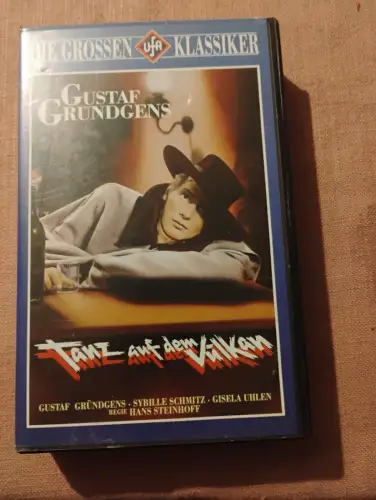 DIE GROSSEN UFA KLASSIKER
GUSTAF
GRÜNDGENS
Tanz auf dem Vulkan
GUSTAF GRÜNDGENS · SYBILLE SCHMITZ · GISELA UHLEN
REGIE HANS STEINHOFF